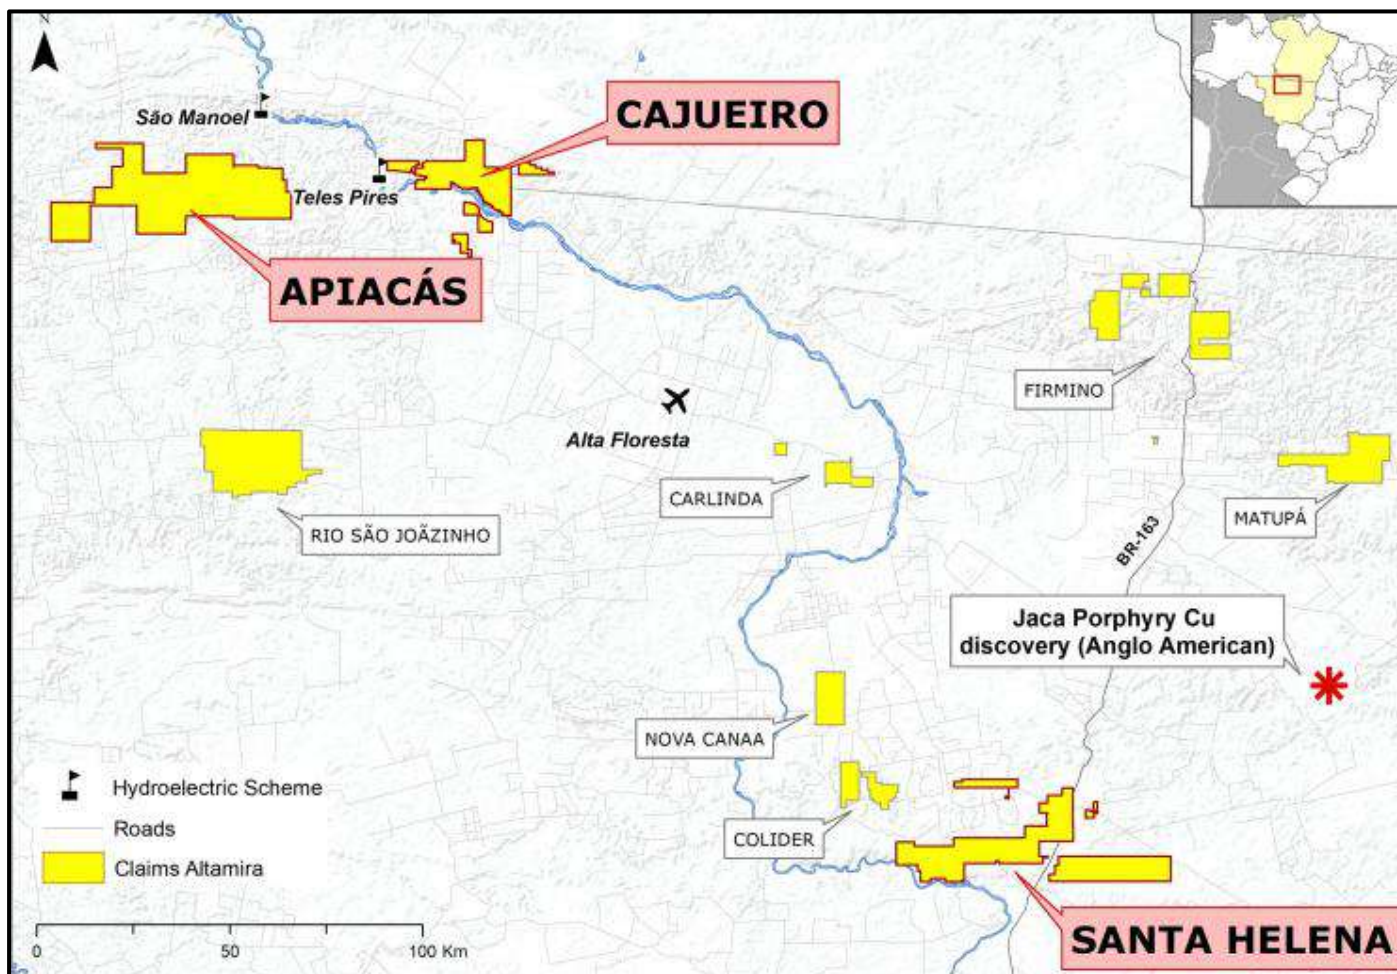 N
São Manoel
CAJUEIRO
Teles Pires
APIACÁS
FIRMINO
Alta Floresta
CARLINDA
MATUPÁ
RIO SÃO JOÃZINHO
BR-163
Jaca Porphyry Cu
discovery (Anglo American)
NOVA CANAA
Hydroelectric Scheme
Roads
COLIDER
Claims Altamira
SANTA HELENA
0 50 100 Km